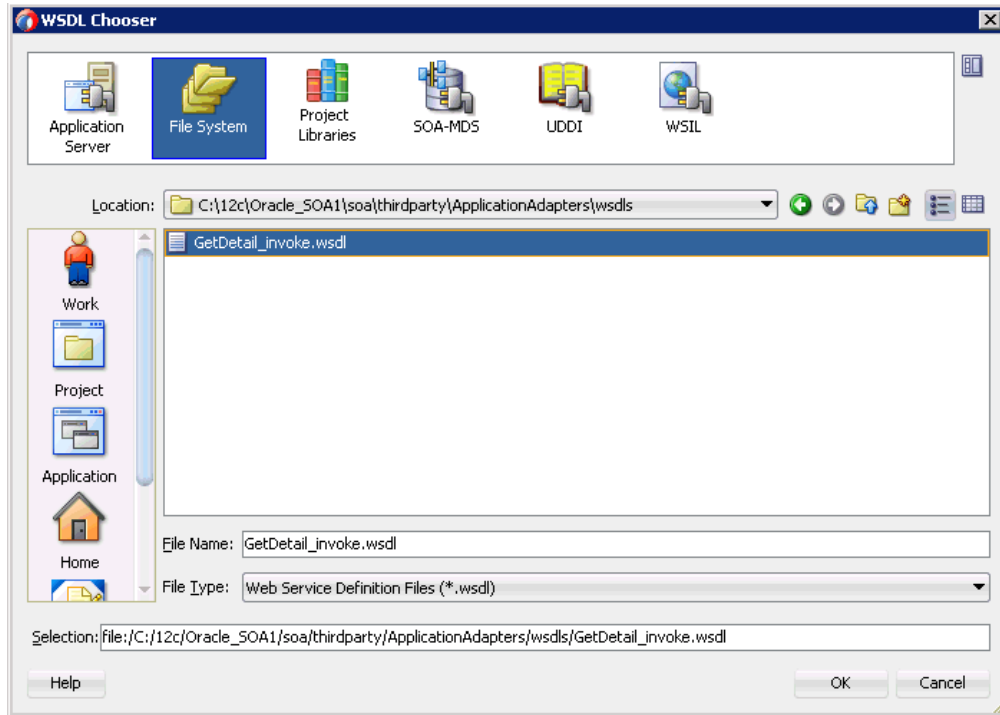 WSDL Chooser
Application
Server
File System
Project
Libraries
SOA-MDS
UDDI
WSIL
Location:
C:\12c\Oracle_SOA1\soa\thirdparty\ApplicationAdapters\wsdls
GetDetail_invoke.wsdl
Work
Project
Application
Home
File Name:
GetDetail_invoke.wsdl
File Type:
Web Service Definition Files (*.wsdl)
Selection:
file:/C:/12c/Oracle_SOA1/soa/thirdparty/ApplicationAdapters/wsdls/GetDetail_invoke.wsdl
Help
OK
Cancel